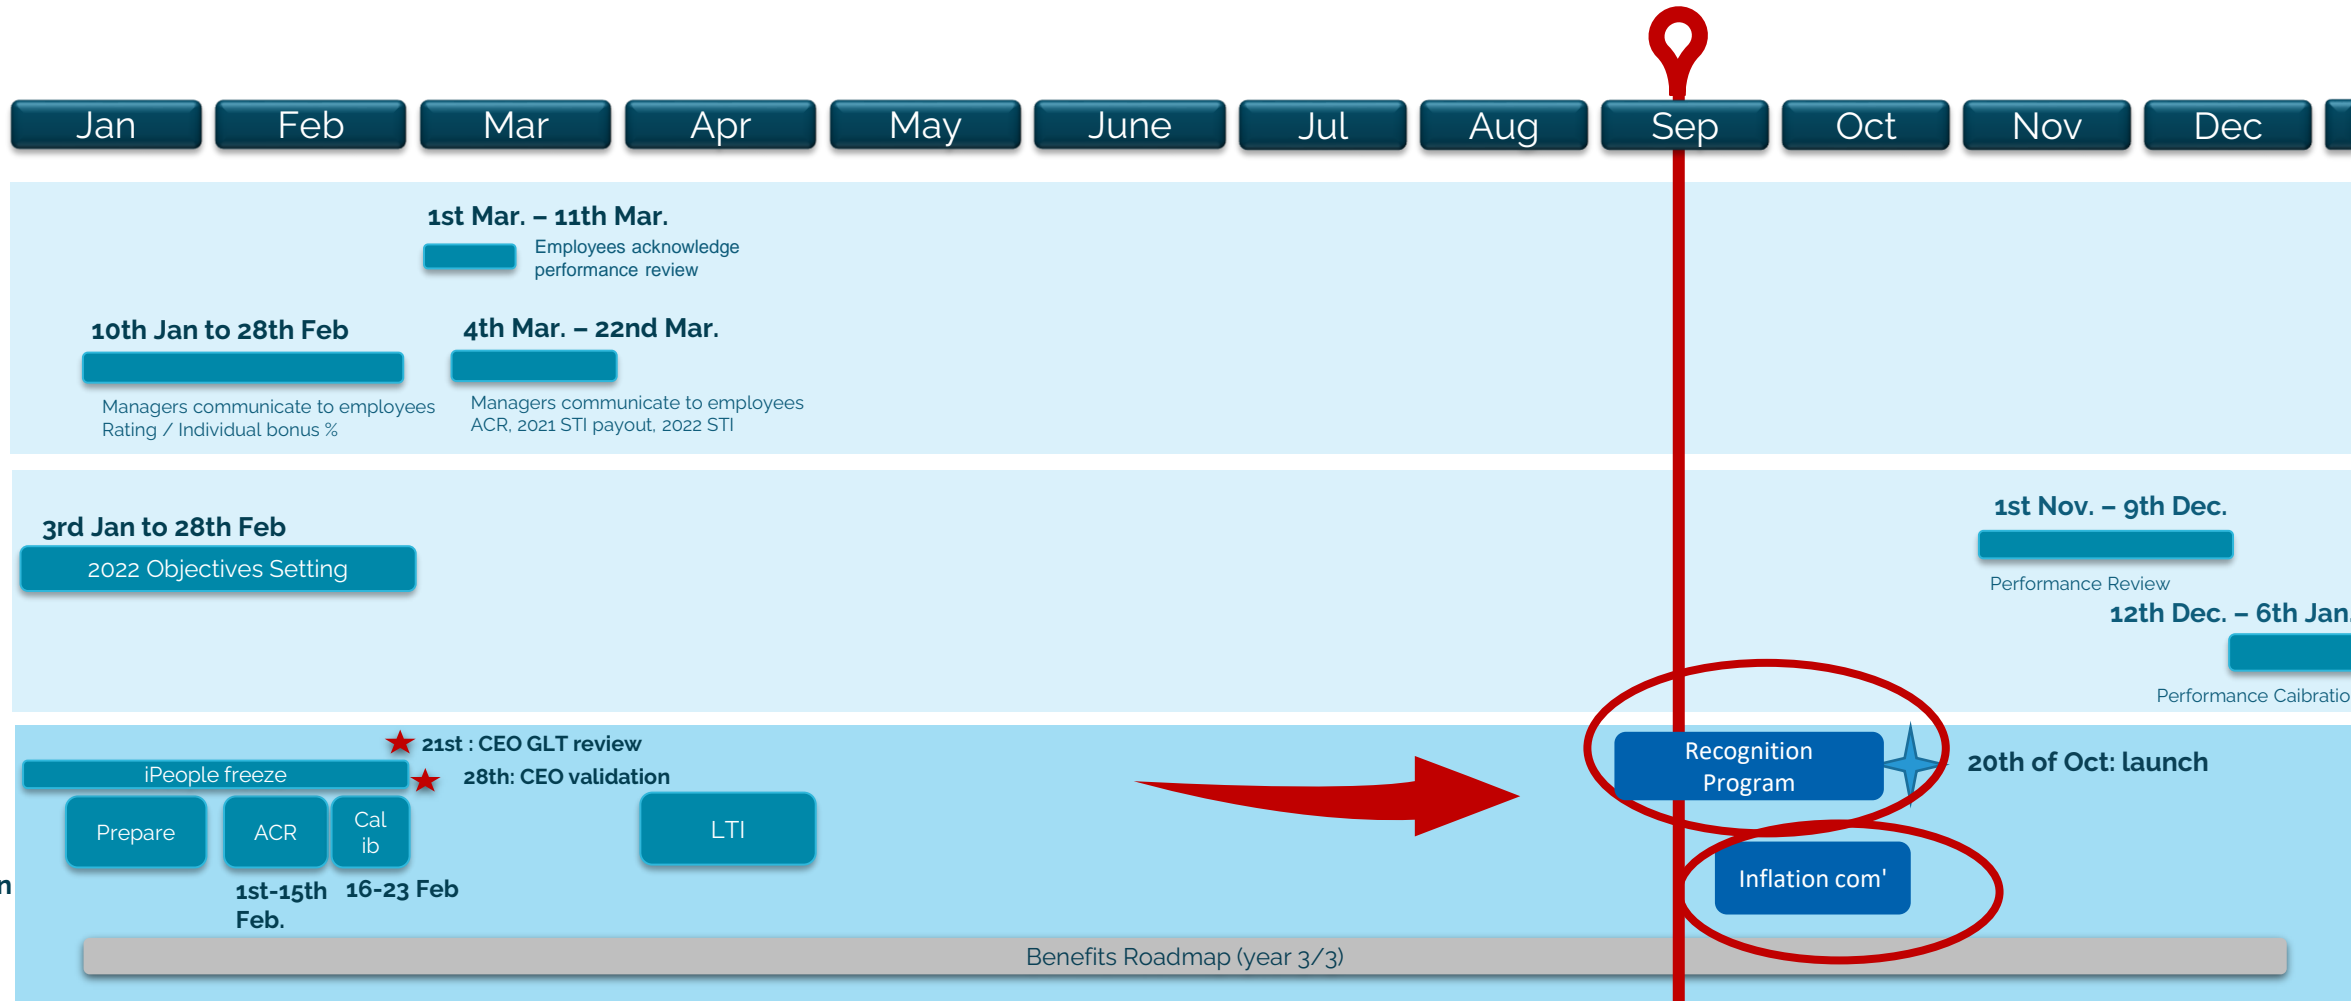 Jan Feb Mar Apr May June Jul Aug Sep Oct Nov Dec
1st Mar. – 11th Mar.
Employees acknowledge
performance review
10th Jan to 28th Feb
Managers communicate to employees
Rating / Individual bonus %
4th Mar. – 22nd Mar.
Managers communicate to employees
ACR, 2021 STI payout, 2022 STI
3rd Jan to 28th Feb
2022 Objectives Setting
1st Nov. – 9th Dec.
Performance Review
12th Dec. – 6th Jan.
Performance Caibratio
21st : CEO GLT review
iPeople freeze
28th: CEO validation
Prepare
ACR
Cal
ib
LTI
1st-15th
Feb.
16-23 Feb
Recognition
Program
20th of Oct: launch
Inflation com'
n
Benefits Roadmap (year 3/3)